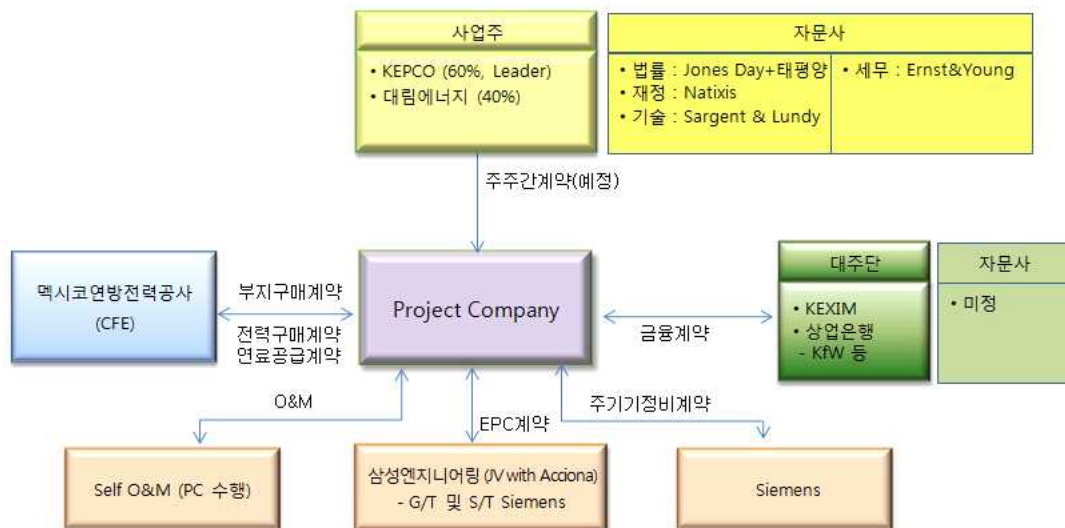 사업주
• KEPCO (60%, Leader)
• 대림에너지 (40%)
자문사
• 법률 : Jones Day+태평양
• 재정 : Natixis
• 기술 : Sargent & Lundy
• 세무 : Ernst&Young
주주간계약(예정)
멕시코연방전력공사
(CFE)
부지구매계약
전력구매계약
연료공급계약
Project Company
금융계약
대주단
• KEXIM
• 상업은행
- KfW 등
자문사
• 미정
O&M
EPC계약
주기기정비계약
Self O&M (PC 수행)
삼성엔지니어링 (JV with Acciona)
- G/T 및 S/T Siemens
Siemens